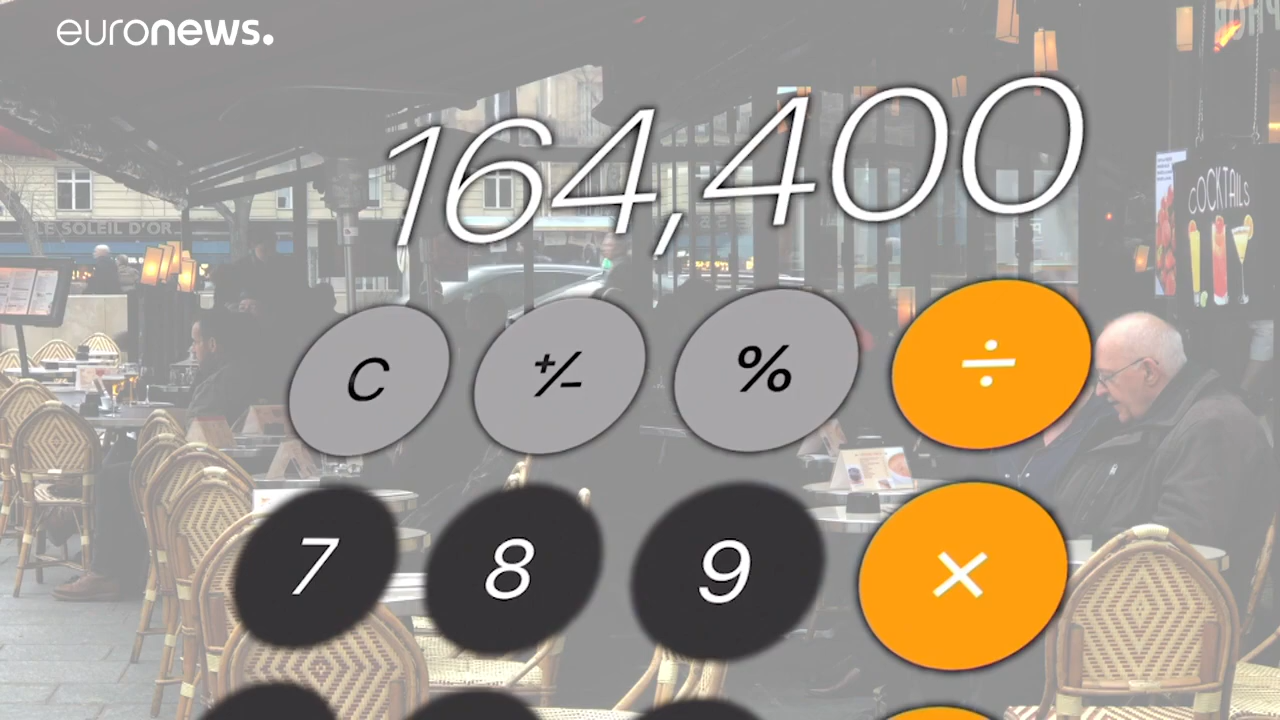 euronews.
164,400
LE SOLEIL D'OR
COCKTAILS
C +/- % ÷
7 8 9 ×